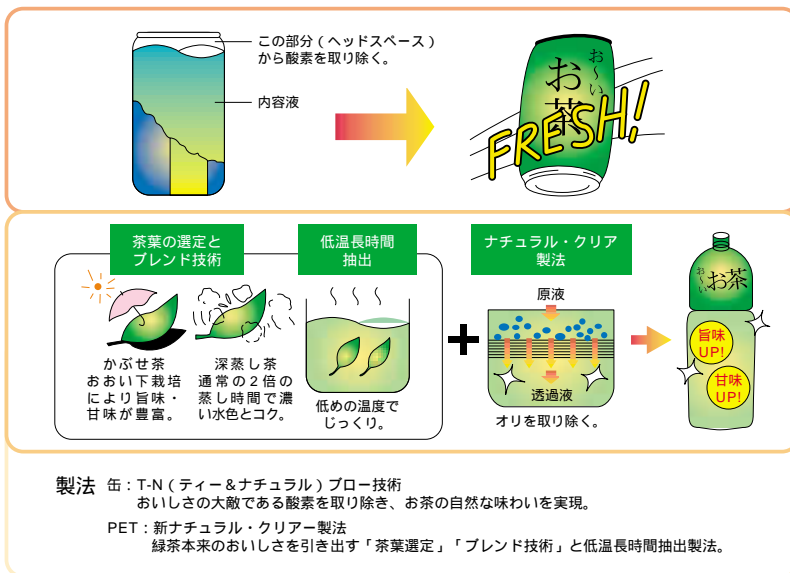 この部分(ヘッドスペース)
から酸素を取り除く。
内容液
お〜い
お茶
FRESH!
茶葉の選定と
ブレンド技術
低温長時間
抽出
ナチュラル・クリア
製法
かぶせ茶
おおい下栽培
により旨味・
甘味が豊富。
深蒸し茶
通常の2倍の
蒸し時間で濃
い水色とコク。
低めの温度で
じっくり。
原液
透過液
オリを取り除く。
お〜い
お茶
旨味
UP!
甘味
UP!
製法
缶:T-N(ティー&ナチュラル)ブロー技術
おいしさの大敵である酸素を取り除き、お茶の自然な味わいを実現。
PET:新ナチュラル・クリアー製法
緑茶本来のおいしさを引き出す「茶葉選定」「ブレンド技術」と低温長時間抽出製法。